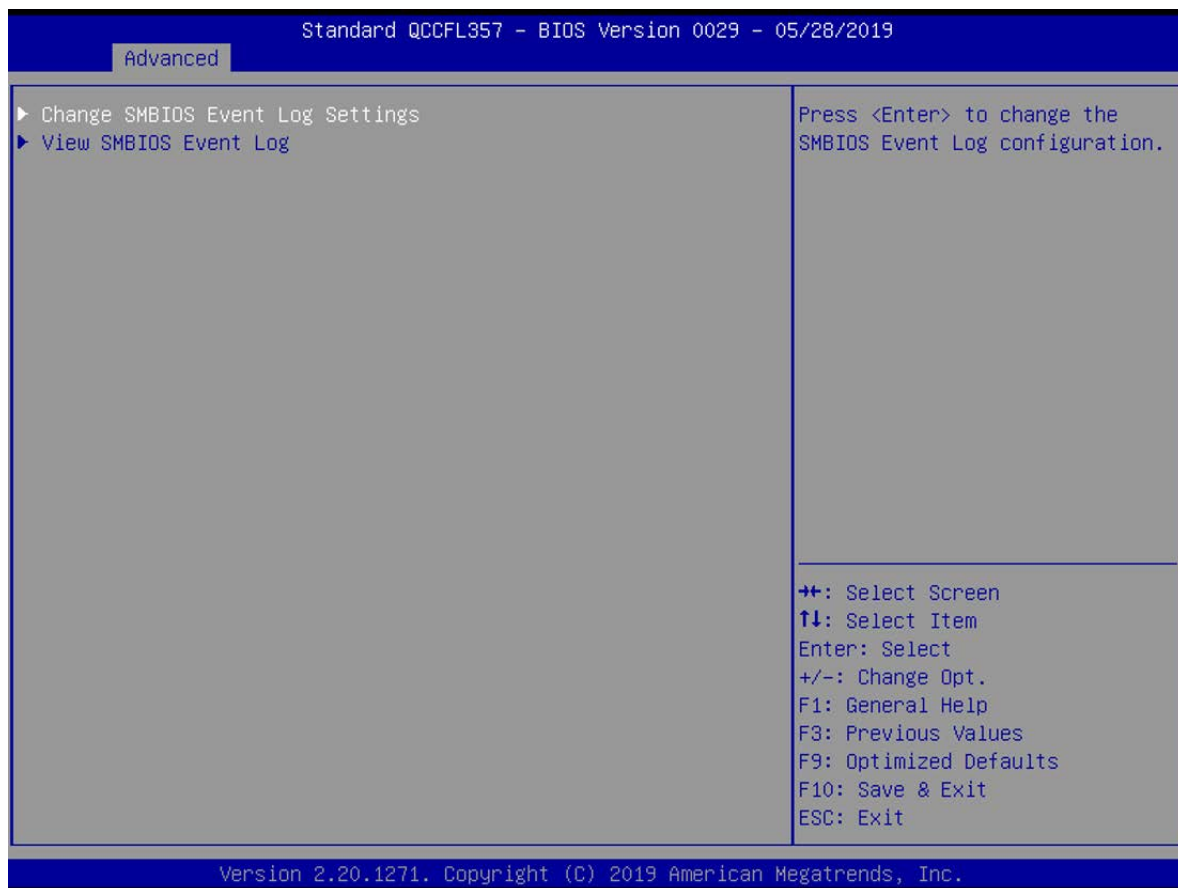 Standard QCCFL357 – BIOS Version 0029 – 05/28/2019
Advanced
▶ Change SMBIOS Event Log Settings
▶ View SMBIOS Event Log
Press <Enter> to change the
SMBIOS Event Log configuration.
→←: Select Screen
↑↓: Select Item
Enter: Select
+/-: Change Opt.
F1: General Help
F3: Previous Values
F9: Optimized Defaults
F10: Save & Exit
ESC: Exit
Version 2.20.1271. Copyright (C) 2019 American Megatrends, Inc.